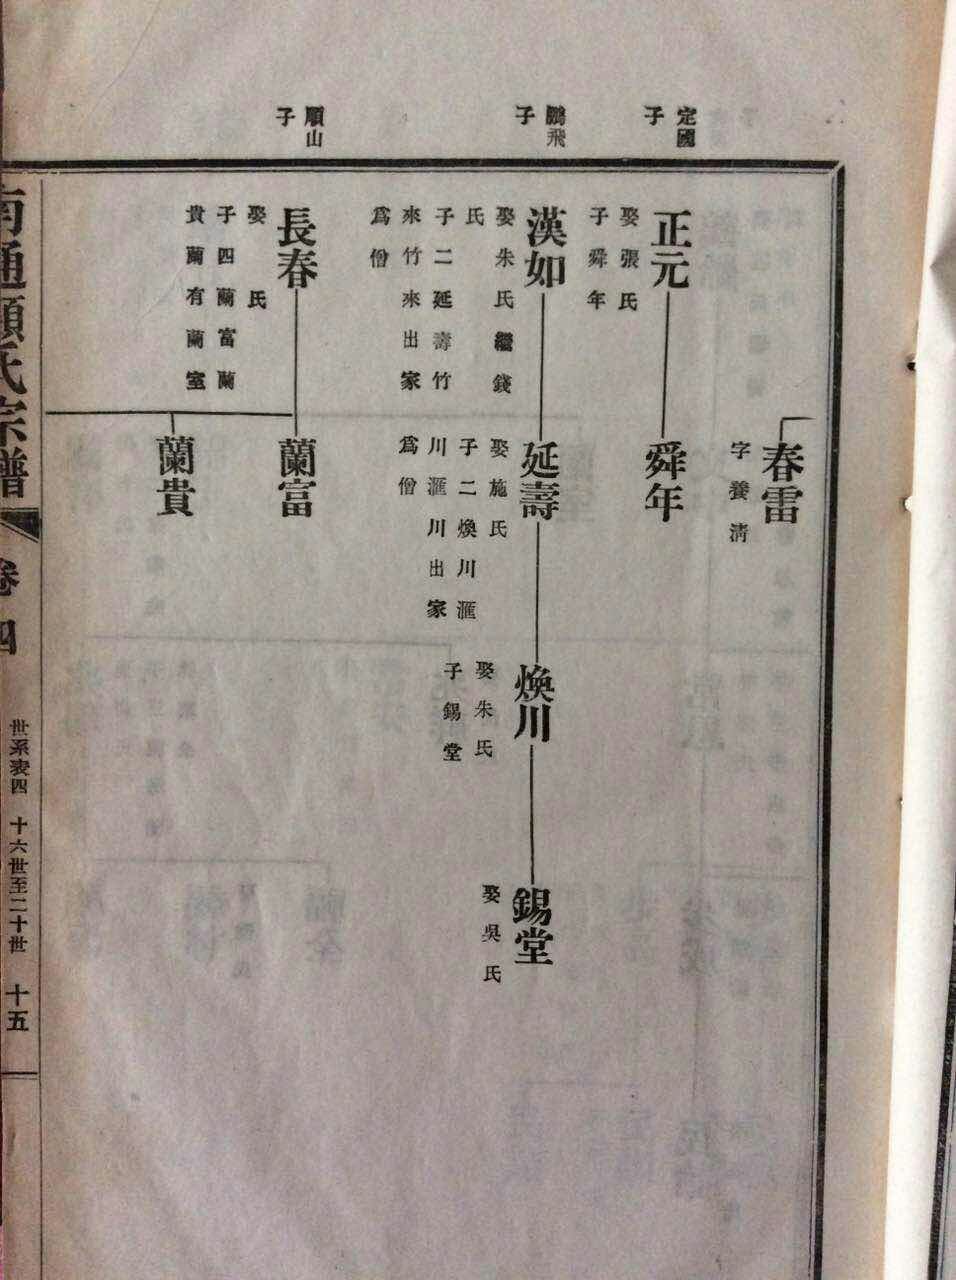 定國
子
鵬飛
子
順山
子
正元
娶張氏
子舜年
漢如
娶朱氏繼錢
氏
子二延壽竹
來竹來出家
爲僧
長春
娶 氏
子四蘭富蘭
貴蘭有蘭室
春雷
字養清
舜年
延壽
娶施氏
子二煥川滙
川滙川出家
爲僧
蘭富
蘭貴
煥川
娶朱氏
子錫堂
錫堂
娶吳氏
南通顧氏宗譜
卷四
世系表四 十六世至二十世
十五